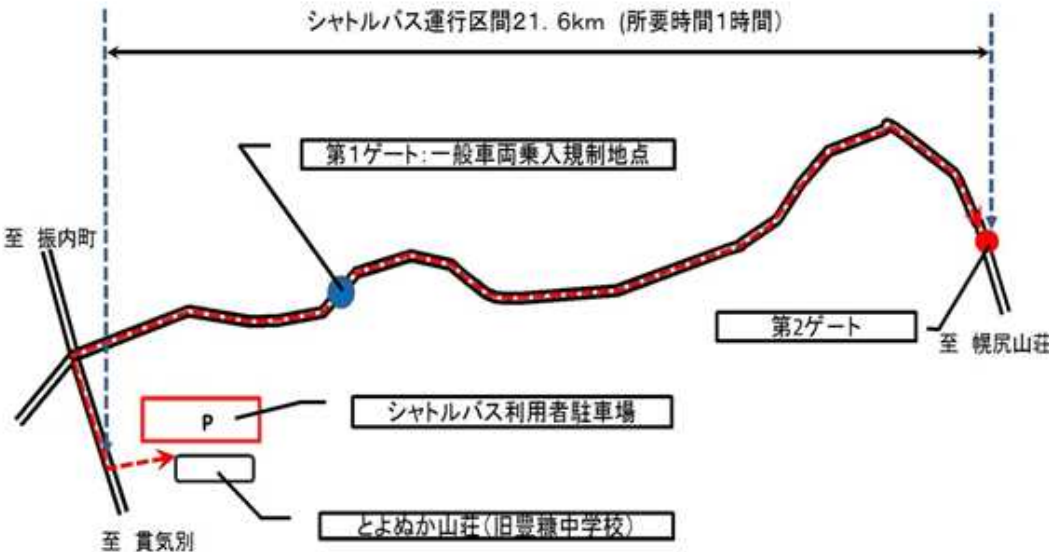 シャトルバス運行区間21.6km (所要時間1時間)
第1ゲート:一般車両乗入規制地点
至 振内町
第2ゲート
至 幌尻山荘
シャトルバス利用者駐車場
P
とよぬか山荘(旧豊糠中学校)
至 貫気別